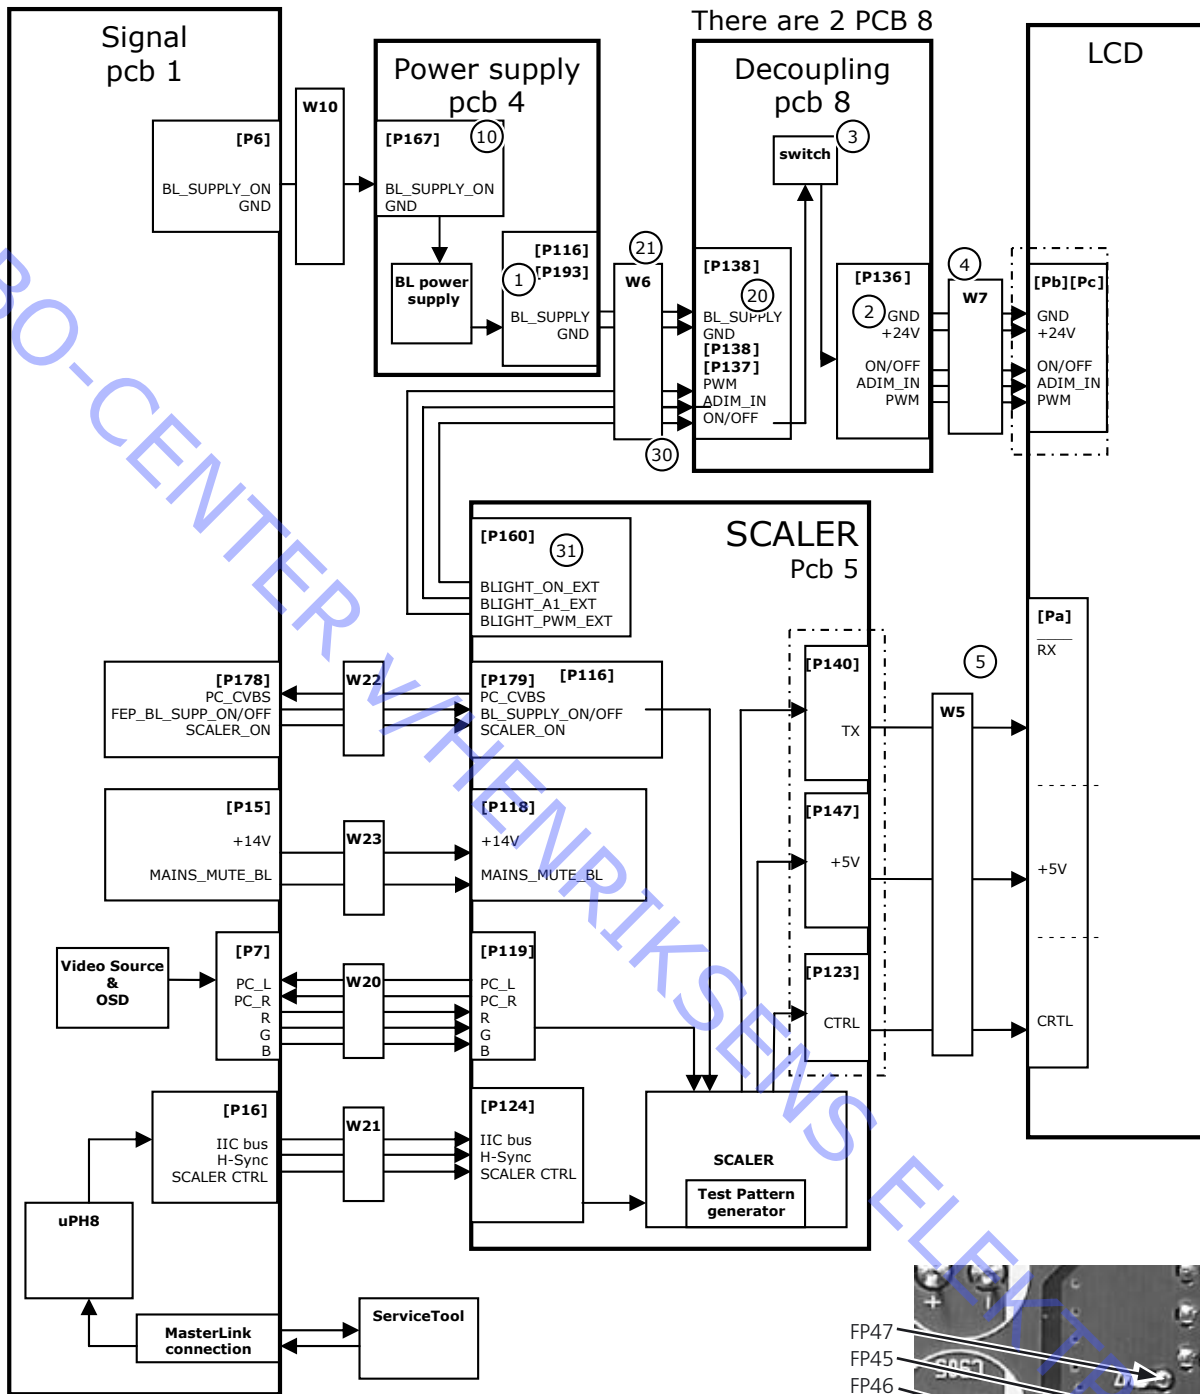 There are 2 PCB 8
Signal
pcb 1
Power supply
pcb 4
Decoupling
pcb 8
LCD
W10
[P6]
BL_SUPPLY_ON
GND
[P167]
10
BL_SUPPLY_ON
GND
BL power
supply
[P116]
[P193]
1
BL_SUPPLY
GND
21
W6
30
switch
3
[P138]
20
BL_SUPPLY
GND
[P138]
[P137]
PWM
ADIM_IN
ON/OFF
[P136]
2
GND
+24V
ON/OFF
ADIM_IN
PWM
4
W7
[Pb][Pc]
GND
+24V
ON/OFF
ADIM_IN
PWM
SCALER
Pcb 5
[P160]
31
BLIGHT_ON_EXT
BLIGHT_A1_EXT
BLIGHT_PWM_EXT
[P178]
PC_CVBS
FEP_BL_SUPP_ON/OFF
SCALER_ON
W22
[P179]
[P116]
PC_CVBS
BL_SUPPLY_ON/OFF
SCALER_ON
[P15]
+14V
MAINS_MUTE_BL
W23
[P118]
+14V
MAINS_MUTE_BL
Video Source
&
OSD
[P7]
PC_L
PC_R
R
G
B
W20
[P119]
PC_L
PC_R
R
G
B
[P16]
IIC bus
H-Sync
SCALER CTRL
W21
[P124]
IIC bus
H-Sync
SCALER CTRL
uPH8
MasterLink
connection
ServiceTool
SCALER
Test Pattern
generator
[P140]
TX
[P147]
+5V
[P123]
CTRL
5
W5
[Pa]
RX
+5V
CRTL
FP47
FP45
FP46
BO-CENTER v/HENRIKSENS ELEKTR